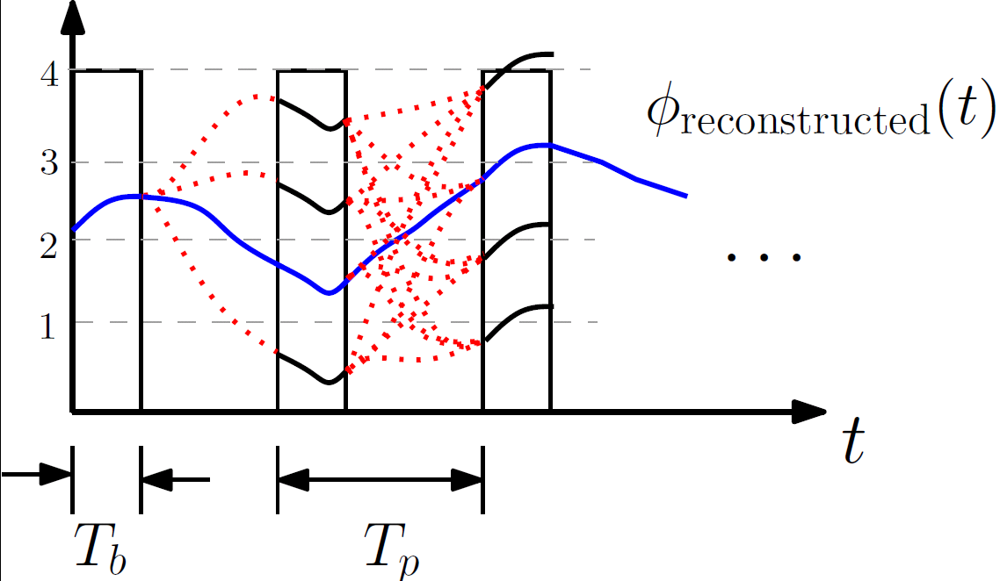 4
ϕreconstructed(t)
3
2
. . .
1
t
Tb
Tp